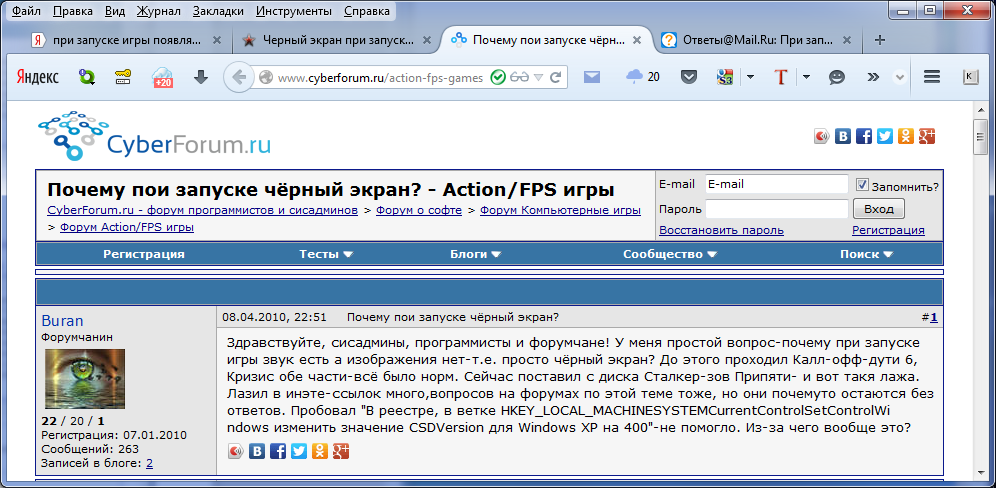 Файл Правка Вид Журнал Закладки Инструменты Справка
при запуске игры появля...
Черный экран при запуск...
Почему пои запуске чёрн...
Ответы@Mail.Ru: При зап...
Яндекс +20 www.cyberforum.ru/action-fps-games 20 S3 T K
CyberForum.ru
Почему пои запуске чёрный экран? - Action/FPS игры
CyberForum.ru - форум программистов и сисадминов > Форум о софте > Форум Компьютерные игры
> Форум Action/FPS игры
E-mail E-mail Запомнить?
Пароль Вход
Восстановить пароль Регистрация
Регистрация Тесты Блоги Сообщество Поиск
Buran
Форумчанин
22 / 20 / 1
Регистрация: 07.01.2010
Сообщений: 263
Записей в блоге: 2
08.04.2010, 22:51 Почему пои запуске чёрный экран? #1
Здравствуйте, сисадмины, программисты и форумчане! У меня простой вопрос-почему при запуске
игры звук есть а изображения нет-т.е. просто чёрный экран? До этого проходил Калл-офф-дути 6,
Кризис обе части-всё было норм. Сейчас поставил с диска Сталкер-зов Припяти- и вот такя лажа.
Лазил в инэте-ссылок много,вопросов на форумах по этой теме тоже, но они почемуто остаются без
ответов. Пробовал "В реестре, в ветке HKEY_LOCAL_MACHINESYSTEMCurrentControlSetControlWi
ndows изменить значение CSDVersion для Windows XP на 400"-не помогло. Из-за чего вообще это?